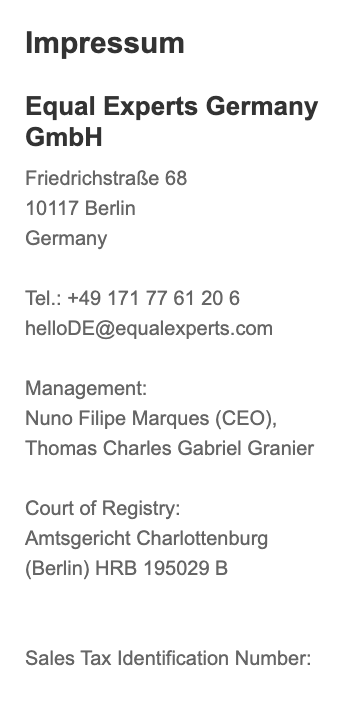 Impressum
Equal Experts Germany
GmbH
Friedrichstraße 68
10117 Berlin
Germany
Tel.: +49 171 77 61 20 6
helloDE@equalexperts.com
Management:
Nuno Filipe Marques (CEO),
Thomas Charles Gabriel Granier
Court of Registry:
Amtsgericht Charlottenburg
(Berlin) HRB 195029 B
Sales Tax Identification Number: